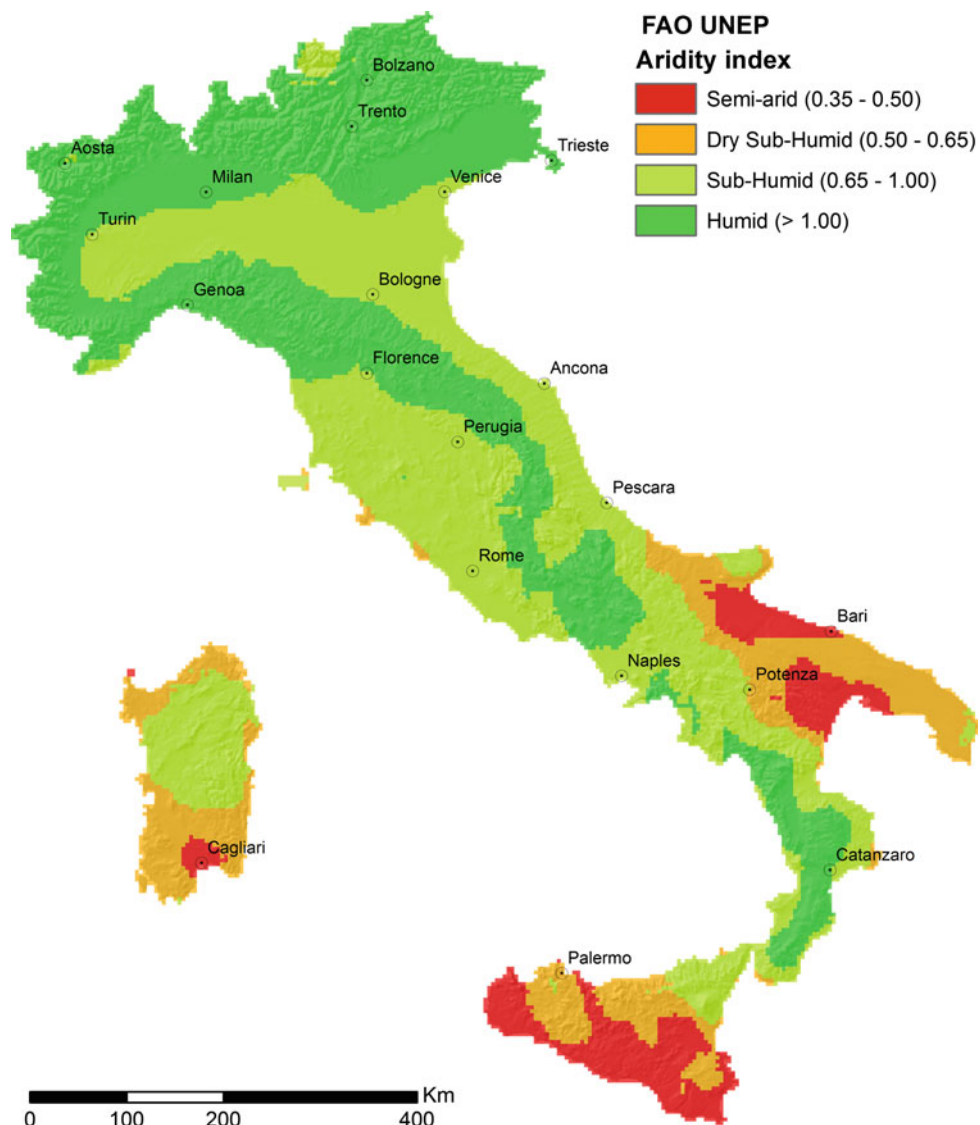 FAO UNEP
Aridity index
Semi-arid (0.35 - 0.50)
Dry Sub-Humid (0.50 - 0.65)
Sub-Humid (0.65 - 1.00)
Humid (> 1.00)
Bolzano
Trento
Aosta
Trieste
Milan
Venice
Turin
Bologne
Genoa
Florence
Ancona
Perugia
Pescara
Rome
Bari
Naples
Potenza
Cagliari
Catanzaro
Palermo
Km
0 100 200 400